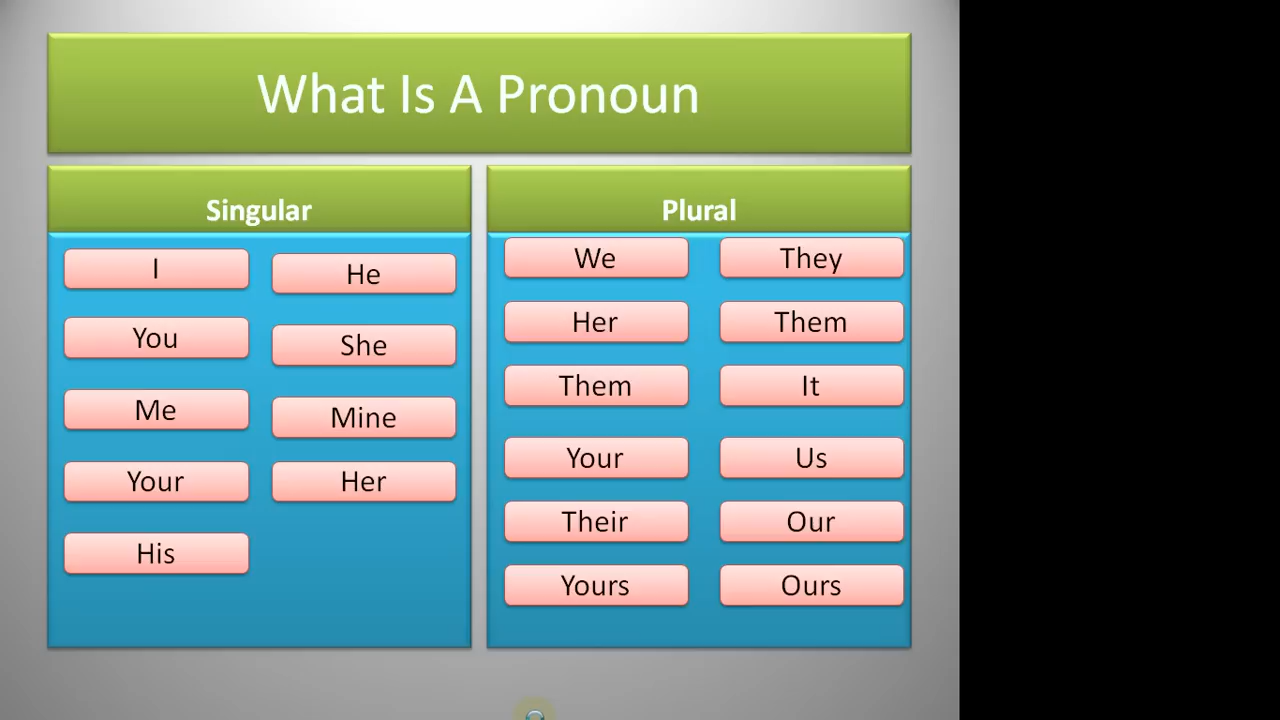 What Is A Pronoun
Singular
Plural
I
He
You
She
Me
Mine
Your
Her
His
We
They
Her
Them
Them
It
Your
Us
Their
Our
Yours
Ours